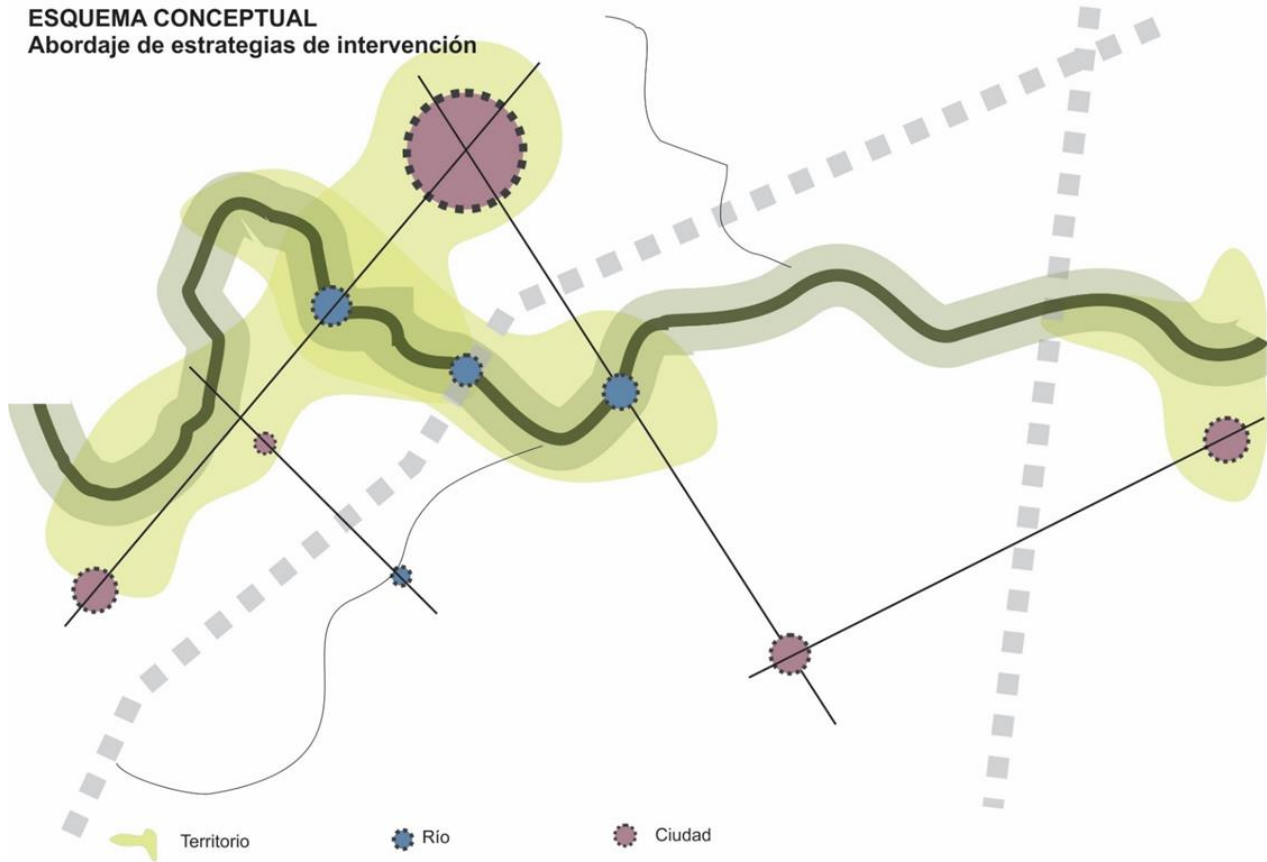 ESQUEMA CONCEPTUAL
Abordaje de estrategias de intervención
Territorio
Río
Ciudad